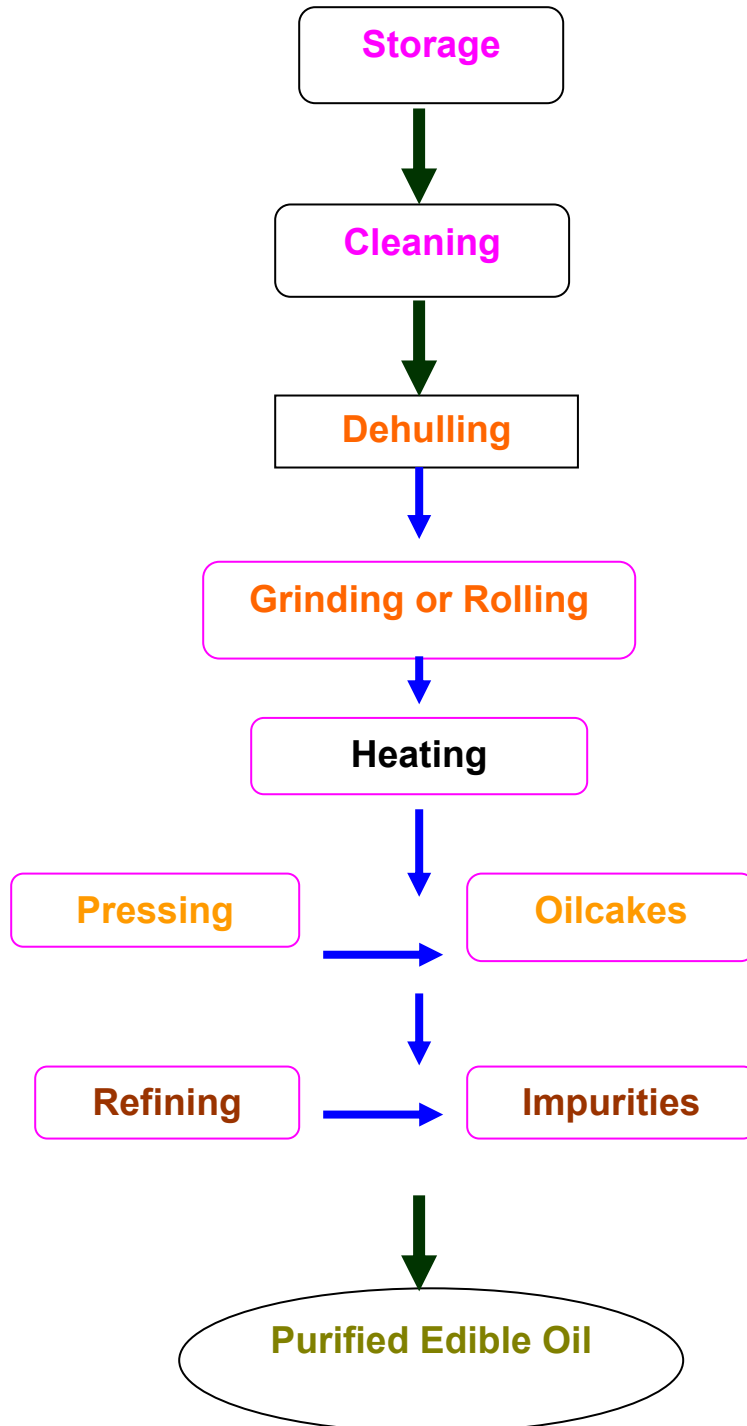 Storage
Cleaning
Dehulling
Grinding or Rolling
Heating
Pressing
Oilcakes
Refining
Impurities
Purified Edible Oil